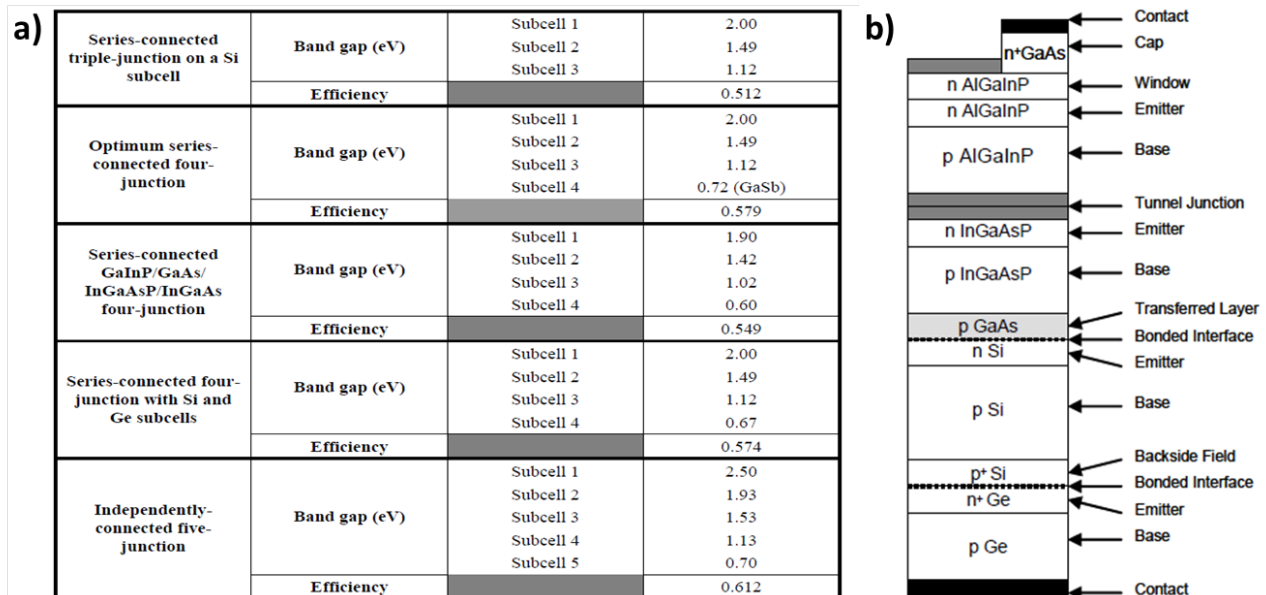 a)
Series-connected
triple-junction on a Si
subcell
Band gap (eV)
Subcell 1 2.00
Subcell 2 1.49
Subcell 3 1.12
Efficiency 0.512
Optimum series-
connected four-
junction
Band gap (eV)
Subcell 1 2.00
Subcell 2 1.49
Subcell 3 1.12
Subcell 4 0.72 (GaSb)
Efficiency 0.579
Series-connected
GaInP/GaAs/
InGaAsP/InGaAs
four-junction
Band gap (eV)
Subcell 1 1.90
Subcell 2 1.42
Subcell 3 1.02
Subcell 4 0.60
Efficiency 0.549
Series-connected four-
junction with Si and
Ge subcells
Band gap (eV)
Subcell 1 2.00
Subcell 2 1.49
Subcell 3 1.12
Subcell 4 0.67
Efficiency 0.574
Independently-
connected five-
junction
Band gap (eV)
Subcell 1 2.50
Subcell 2 1.93
Subcell 3 1.53
Subcell 4 1.13
Subcell 5 0.70
Efficiency 0.612
b)
Contact
n+GaAs Cap
n AlGaInP Window
n AlGaInP Emitter
p AlGaInP Base
Tunnel Junction
n InGaAsP Emitter
p InGaAsP Base
p GaAs Transferred Layer
Bonded Interface
n Si Emitter
p Si Base
p+ Si Backside Field
Bonded Interface
n+ Ge Emitter
p Ge Base
Contact